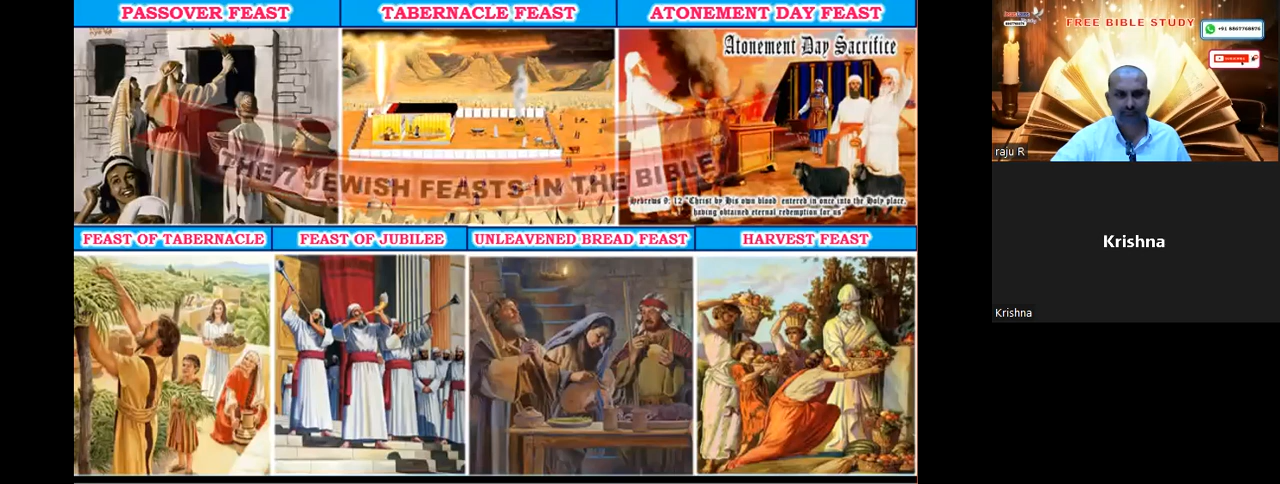 PASSOVER FEAST
TABERNACLE FEAST
ATONEMENT DAY FEAST
Atonement Day Sacrifice
THE 7 JEWISH FEASTS IN THE BIBLE
Hebrews 9: 12 "Christ by His own blood entered in once into the Holy place,
having obtained eternal redemption for us"
FEAST OF TABERNACLE
FEAST OF JUBILEE
UNLEAVENED BREAD FEAST
HARVEST FEAST
FREE BIBLE STUDY
raju R
Krishna
Krishna